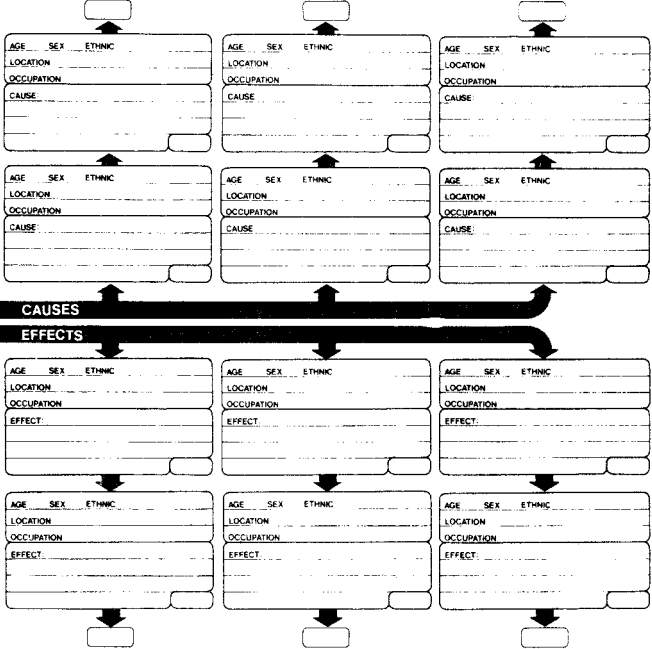 AGE SEX ETHNIC
LOCATION
OCCUPATION
CAUSE:
AGE SEX ETHNIC
LOCATION
OCCUPATION
CAUSE
AGE SEX ETHNIC
LOCATION
OCCUPATION
CAUSE:
AGE SEX ETHNIC
LOCATION
OCCUPATION
CAUSE:
AGE SEX ETHNIC
LOCATION
OCCUPATION
CAUSE
AGE SEX ETHNIC
LOCATION
OCCUPATION
CAUSE:
CAUSES
EFFECTS
AGE SEX ETHNIC
LOCATION
OCCUPATION
EFFECT:
AGE SEX ETHNIC
LOCATION
OCCUPATION
EFFECT:
AGE SEX ETHNIC
LOCATION
OCCUPATION
EFFECT:
AGE SEX ETHNIC
LOCATION
OCCUPATION
EFFECT:
AGE SEX ETHNIC
LOCATION
OCCUPATION
EFFECT
AGE SEX ETHNIC
LOCATION
OCCUPATION
EFFECT: